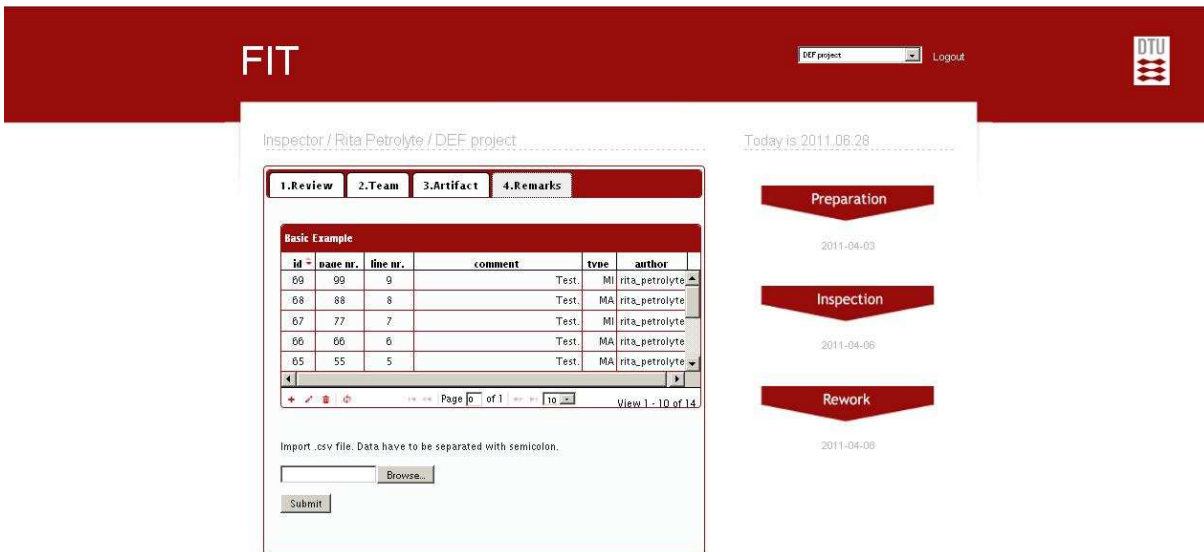 FIT
DEF project
Logout
DTU
Inspector / Rita Petrolyte / DEF project
Today is 2011.06.28
1.Review 2.Team 3.Artifact 4.Remarks
Basic Example
id page nr. line nr. comment type author
69 99 9 Test. MI rita_petrolyte
68 88 8 Test. MA rita_petrolyte
67 77 7 Test. MI rita_petrolyte
66 66 6 Test. MA rita_petrolyte
65 55 5 Test. MA rita_petrolyte
Page 0 of 1 10 View 1 - 10 of 14
Import .csv file. Data have to be separated with semicolon.
Browse...
Submit
Preparation
2011-04-03
Inspection
2011-04-06
Rework
2011-04-08